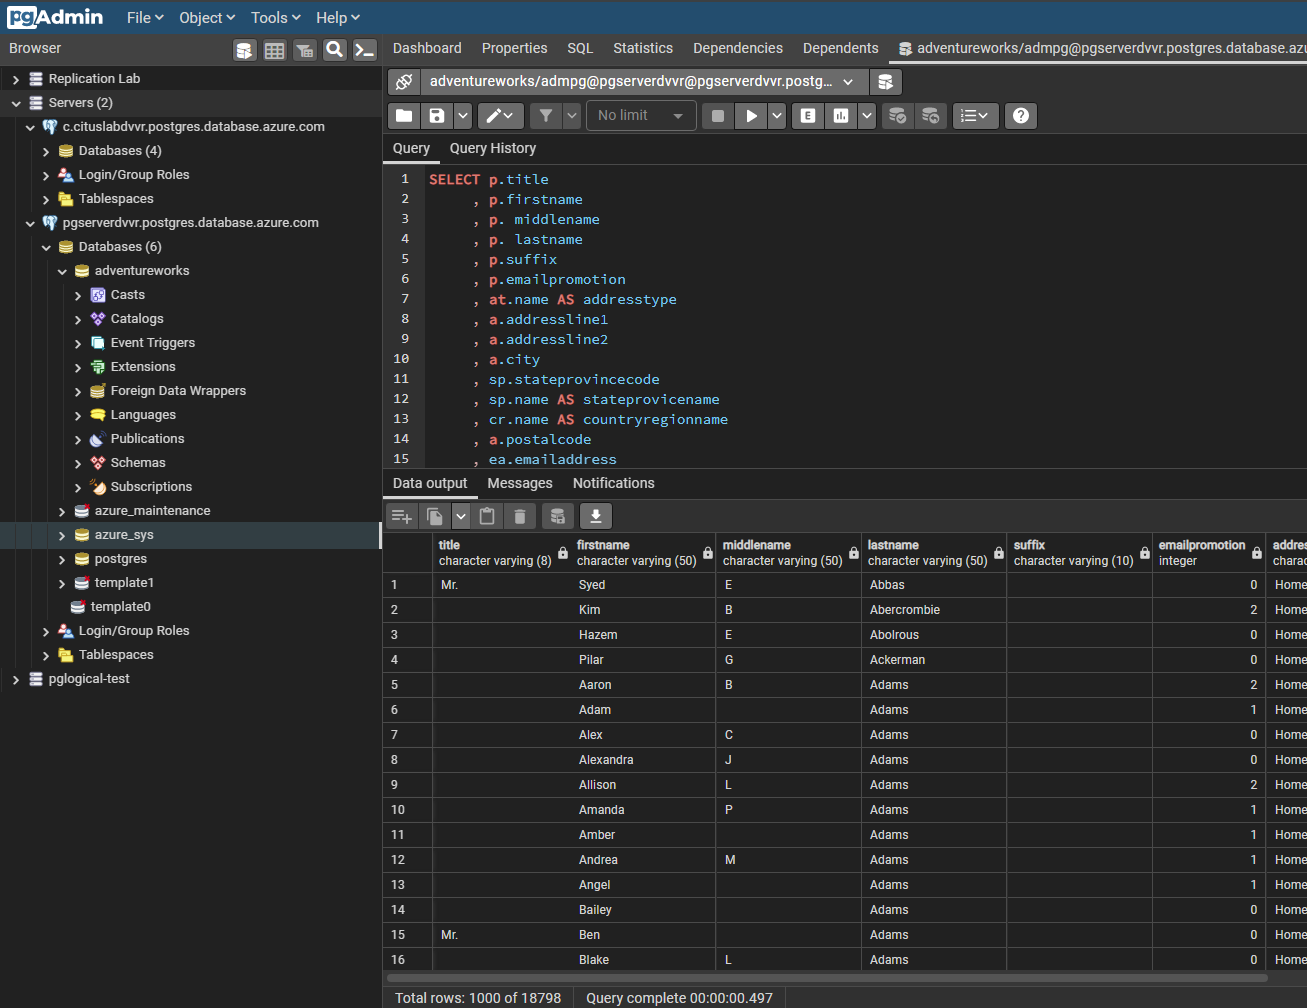 pgAdmin File Object Tools Help
Browser
Dashboard Properties SQL Statistics Dependencies Dependents adventureworks/admpg@pgserverdvvr.postgres.database.azu
Replication Lab
Servers (2)
c.cituslabdvvr.postgres.database.azure.com
Databases (4)
Login/Group Roles
Tablespaces
pgserverdvvr.postgres.database.azure.com
Databases (6)
adventureworks
Casts
Catalogs
Event Triggers
Extensions
Foreign Data Wrappers
Languages
Publications
Schemas
Subscriptions
azure_maintenance
azure_sys
postgres
template1
template0
Login/Group Roles
Tablespaces
pglogical-test
adventureworks/admpg@pgserverdvvr@pgserverdvvr.postg...
No limit E ?
Query Query History
1 SELECT p.title
2 , p.firstname
3 , p. middlename
4 , p. lastname
5 , p.suffix
6 , p.emailpromotion
7 , at.name AS addresstype
8 , a.addressline1
9 , a.addressline2
10 , a.city
11 , sp.stateprovincecode
12 , sp.name AS stateprovicename
13 , cr.name AS countryregionname
14 , a.postalcode
15 , ea.emailaddress
Data output Messages Notifications
title firstname middlename lastname suffix emailpromotion addres
character varying (8) character varying (50) character varying (50) character varying (50) character varying (10) integer charac
1 Mr. Syed E Abbas 0 Home
2 Kim B Abercrombie 2 Home
3 Hazem E Abolrous 0 Home
4 Pilar G Ackerman 0 Home
5 Aaron B Adams 2 Home
6 Adam Adams 1 Home
7 Alex C Adams 0 Home
8 Alexandra J Adams 0 Home
9 Allison L Adams 2 Home
10 Amanda P Adams 1 Home
11 Amber Adams 1 Home
12 Andrea M Adams 1 Home
13 Angel Adams 1 Home
14 Bailey Adams 0 Home
15 Mr. Ben Adams 0 Home
16 Blake L Adams 0 Home
Total rows: 1000 of 18798 Query complete 00:00:00.497